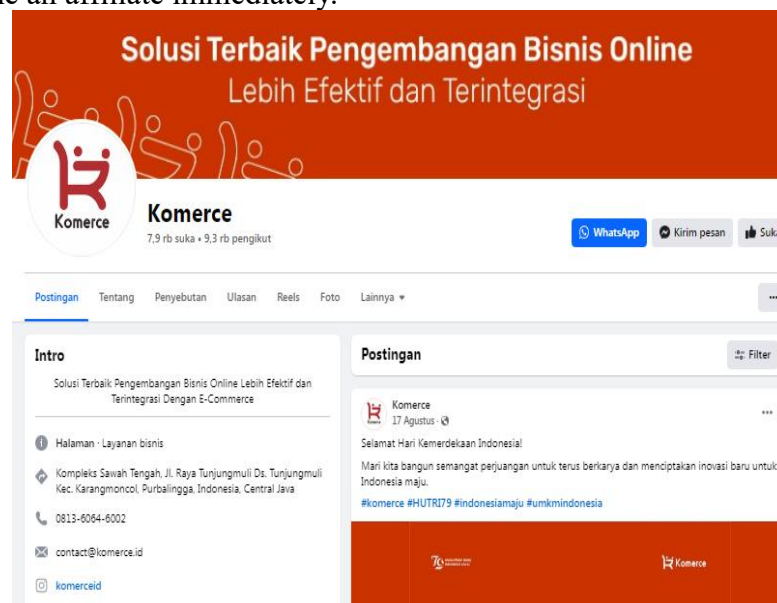 ne an affiliate immediately.
Solusi Terbaik Pengembangan Bisnis Online
Lebih Efektif dan Terintegrasi
Komerce
Komerce
7,9 rb suka • 9,3 rb pengikut
WhatsApp
Kirim pesan
Suka
Postingan
Tentang
Penyebutan
Ulasan
Reels
Foto
Lainnya
Intro
Solusi Terbaik Pengembangan Bisnis Online Lebih Efektif dan
Terintegrasi Dengan E-Commerce
Halaman · Layanan bisnis
Kompleks Sawah Tengah, Jl. Raya Tunjungmuli Ds. Tunjungmuli
Kec. Karangmoncol, Purbalingga, Indonesia, Central Java
0813-6064-6002
contact@komerce.id
komerceid
Postingan
Filter
Komerce
17 Agustus ·
Selamat Hari Kemerdekaan Indonesia!
Mari kita bangun semangat perjuangan untuk terus berkarya dan menciptakan inovasi baru untuk
Indonesia maju.
#komerce #HUTRI79 #indonesiamaju #umkmindonesia
Komerce